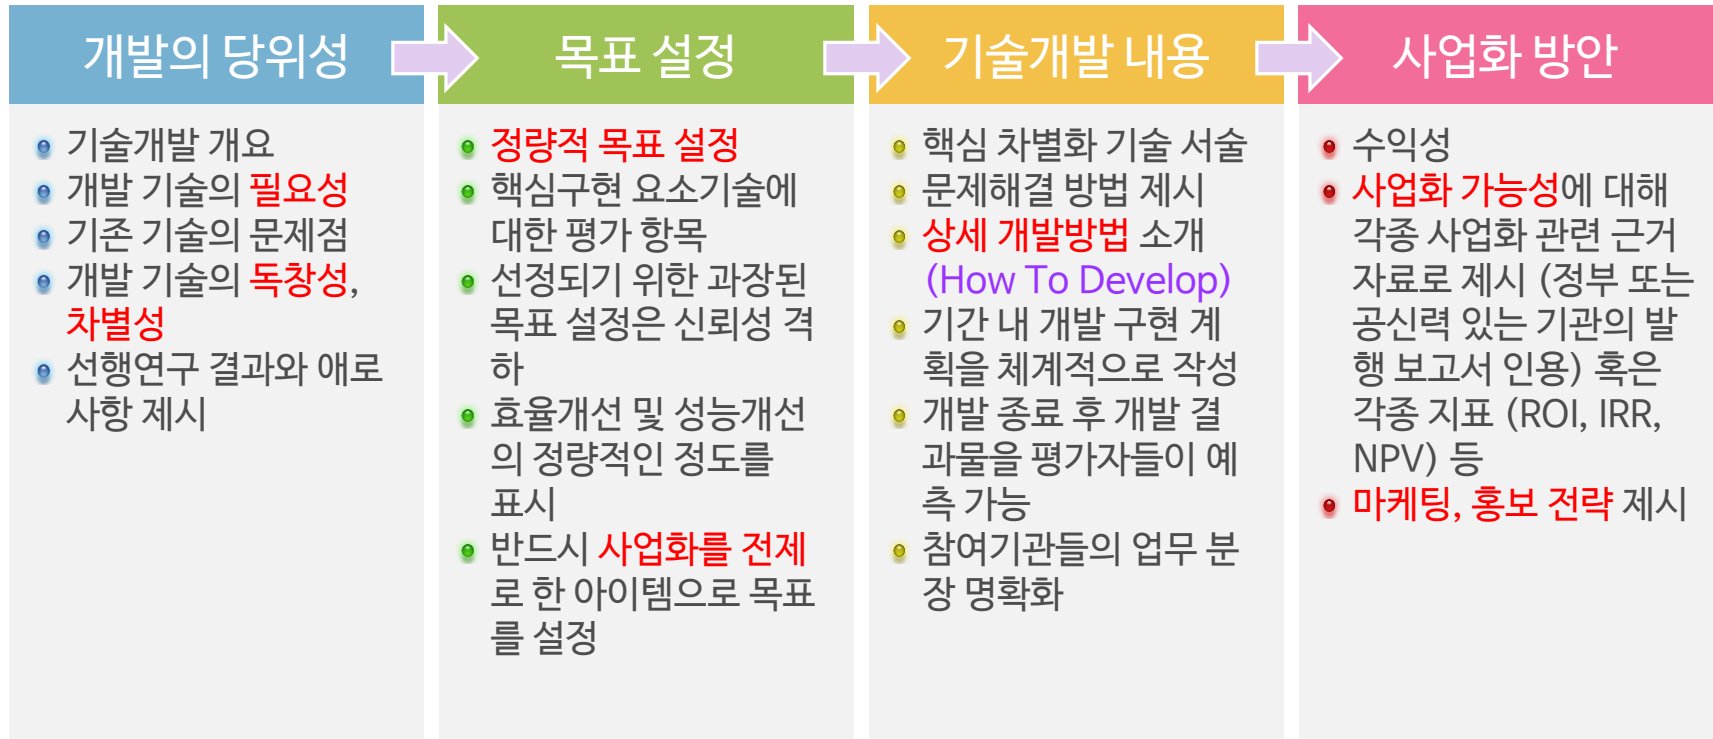 개발의 당위성
기술개발 개요
개발 기술의 필요성
기존 기술의 문제점
개발 기술의 독창성,
차별성
선행연구 결과와 애로
사항 제시
목표 설정
정량적 목표 설정
핵심구현 요소기술에
대한 평가 항목
선정되기 위한 과장된
목표 설정은 신뢰성 격
하
효율개선 및 성능개선
의 정량적인 정도를
표시
반드시 사업화를 전제
로 한 아이템으로 목표
를 설정
기술개발 내용
핵심 차별화 기술 서술
문제해결 방법 제시
상세 개발방법 소개
(How To Develop)
기간 내 개발 구현 계
획을 체계적으로 작성
개발 종료 후 개발 결
과물을 평가자들이 예
측 가능
참여기관들의 업무 분
장 명확화
사업화 방안
수익성
사업화 가능성에 대해
각종 사업화 관련 근거
자료로 제시 (정부 또는
공신력 있는 기관의 발
행 보고서 인용) 혹은
각종 지표 (ROI, IRR,
NPV) 등
마케팅, 홍보 전략 제시